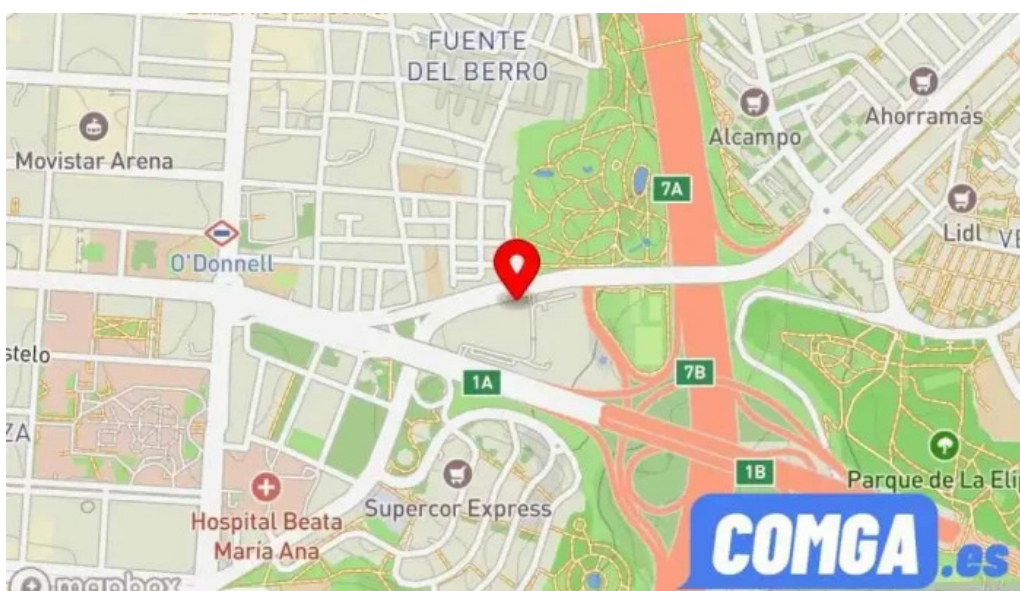 FUENTE
DEL BERRO
Movistar Arena
Alcampo
Ahorramás
7A
Lidl
O'Donnell
stelo
1A
7B
ZA
1B
Parque de La Elip
Supercor Express
Hospital Beata
María Ana
COMGA.es
mapbox